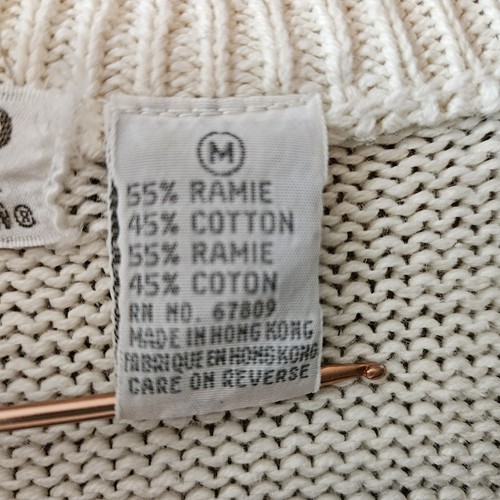 M
55% RAMIE
45% COTTON
55% RAMIE
45% COTON
RN NO. 67809
MADE IN HONG KONG
FABRIQUE EN HONG KONG
CARE ON REVERSE